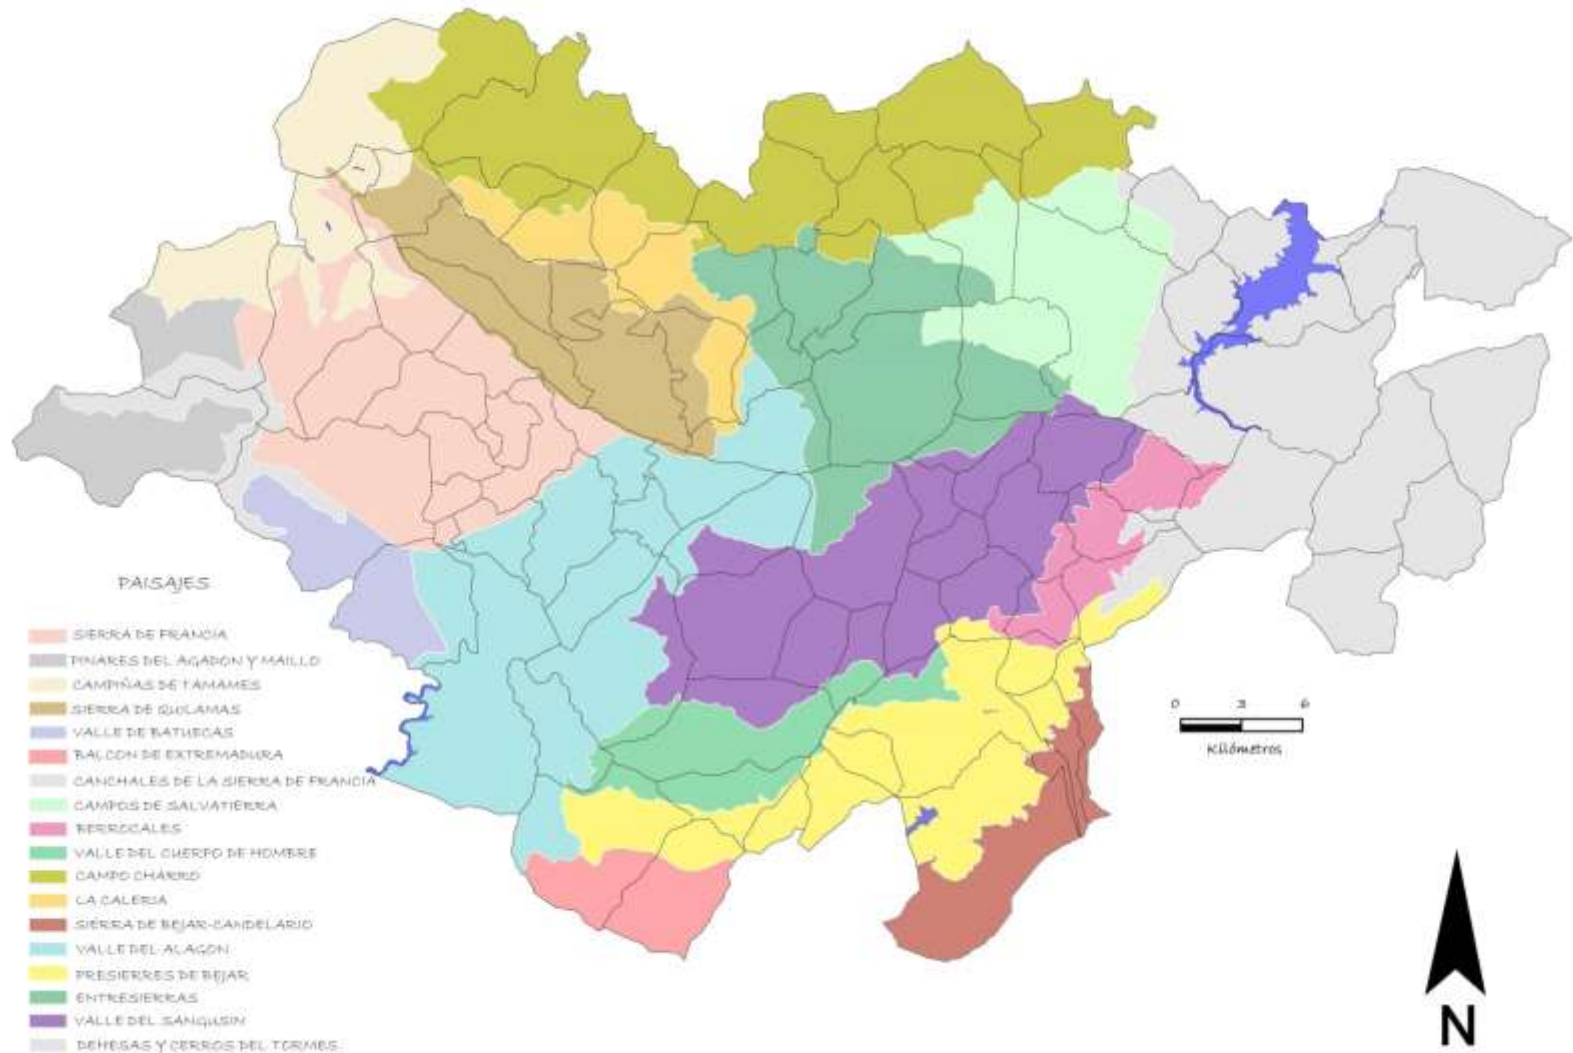 PAISAJES
SIERRA DE FRANCIA
PINARES DEL AGADON Y MAILLO
CAMPIÑAS DE TAMAMES
SIERRA DE QUILAMAS
VALLE DE BATUECAS
BALCON DE EXTREMADURA
CANCHALES DE LA SIERRA DE FRANCIA
CAMPOS DE SALVATIERRA
BERROCALES
VALLE DEL CUERPO DE HOMBRE
CAMPO CHARRO
LA CALERIA
SIERRA DE BEJAR-CANDELARIO
VALLE DEL ALAGON
PRESIERRES DE BEJAR
ENTRESIERRAS
VALLE DEL SANGUSIN
DEHESAS Y CERROS DEL TORMES
0 3 6
Kilómetros
N